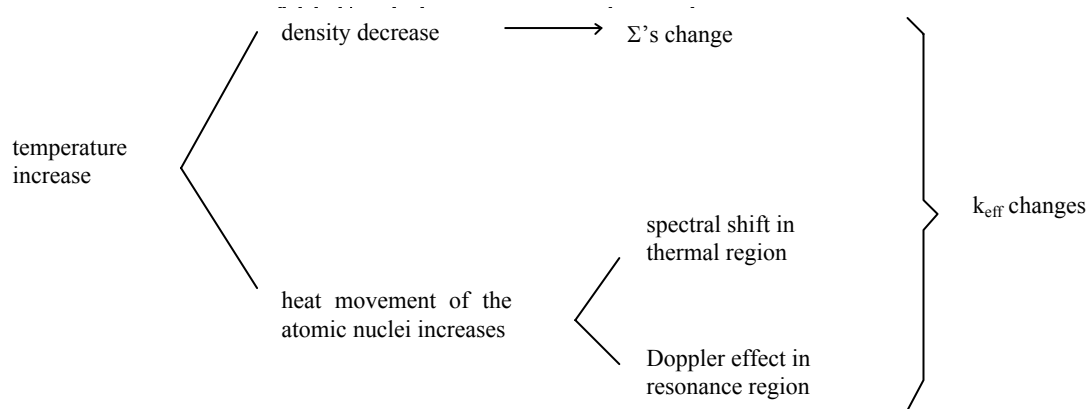 density decrease
Σ’s change
temperature
increase
k_eff changes
spectral shift in
thermal region
heat movement of the
atomic nuclei increases
Doppler effect in
resonance region